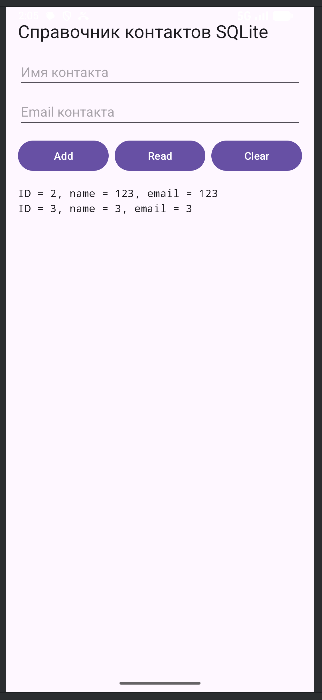 Справочник контактов SQLite
Имя контакта
Email контакта
Add Read Clear
ID = 2, name = 123, email = 123
ID = 3, name = 3, email = 3